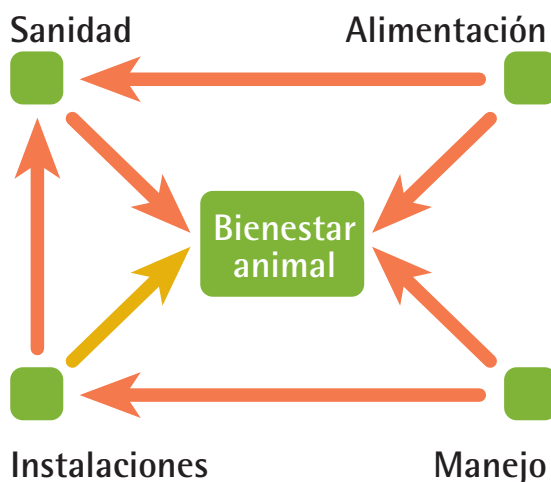 Sanidad
Alimentación
Bienestar
animal
Instalaciones
Manejo